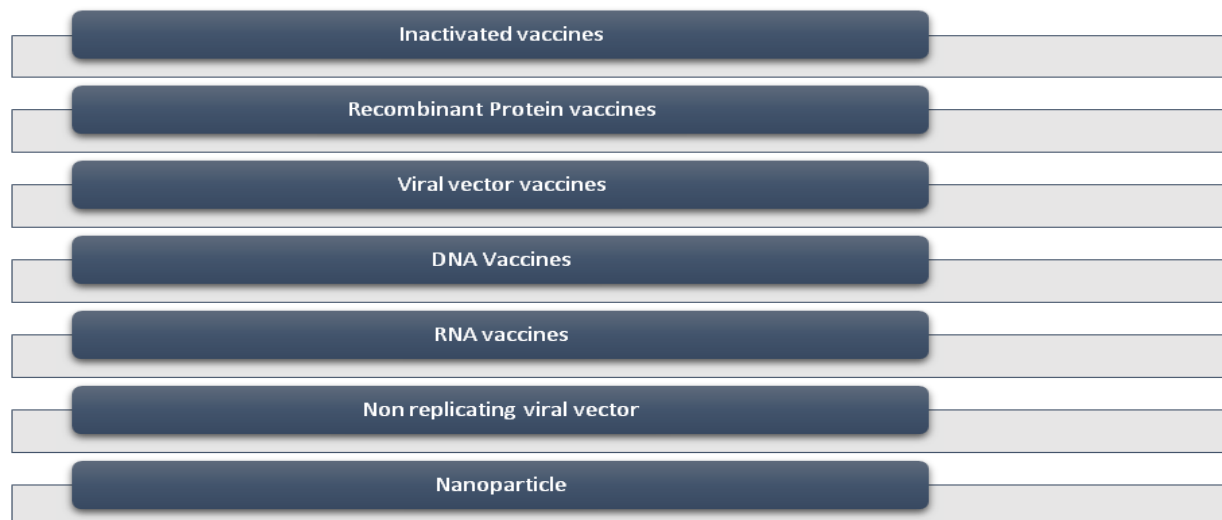 Inactivated vaccines
Recombinant Protein vaccines
Viral vector vaccines
DNA Vaccines
RNA vaccines
Non replicating viral vector
Nanoparticle